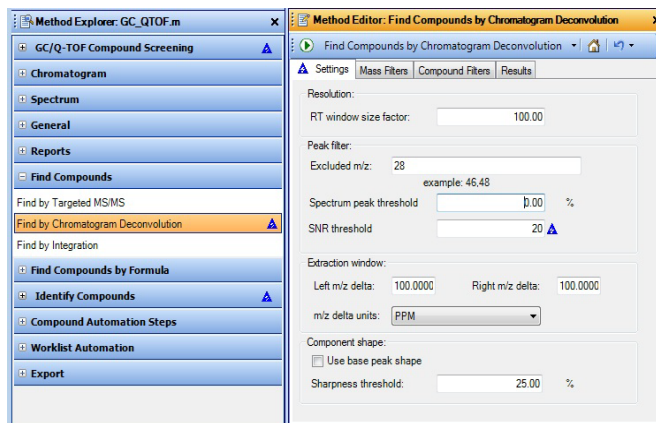 Method Explorer: GC_QTOF.m
GC/Q-TOF Compound Screening
Chromatogram
Spectrum
General
Reports
Find Compounds
Find by Targeted MS/MS
Find by Chromatogram Deconvolution
Find by Integration
Find Compounds by Formula
Identify Compounds
Compound Automation Steps
Worklist Automation
Export
Method Editor: Find Compounds by Chromatogram Deconvolution
Find Compounds by Chromatogram Deconvolution
Settings Mass Filters Compound Filters Results
Resolution:
RT window size factor: 100.00
Peak filter:
Excluded m/z: 28
example: 46,48
Spectrum peak threshold 0.00 %
SNR threshold 20
Extraction window:
Left m/z delta: 100.0000 Right m/z delta: 100.0000
m/z delta units: PPM
Component shape:
Use base peak shape
Sharpness threshold: 25.00 %